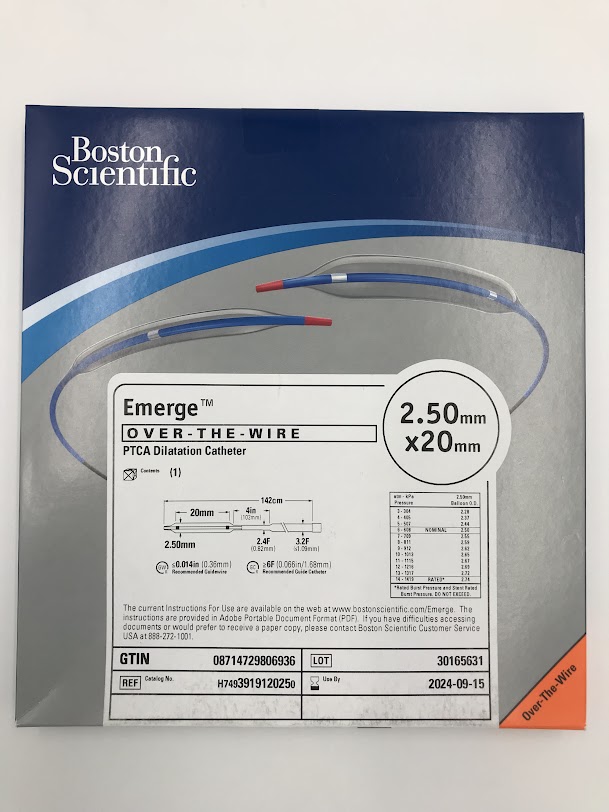 Boston
Scientific
Emerge™
OVER-THE-WIRE
PTCA Dilatation Catheter
2.50mm
x20mm
Contents (1)
142cm
20mm 4in
(102mm)
2.50mm 2.4F 3.2F
(0.82mm) (≤1.09mm)
≤0.014in (0.36mm) ≥6F (0.066in/1.68mm)
Recommended Guidewire Recommended Guide Catheter
atm - kPa 2.50mm
Pressure Balloon O.D.
3 - 304 2.28
4 - 405 2.37
5 - 507 2.44
6 - 608 NOMINAL 2.50
7 - 709 2.55
8 - 811 2.59
9 - 912 2.62
10 - 1013 2.65
11 - 1115 2.67
12 - 1216 2.69
13 - 1317 2.72
14 - 1419 RATED* 2.74
*Rated Burst Pressure and Stent Rated
Burst Pressure. DO NOT EXCEED.
The current Instructions For Use are available on the web at www.bostonscientific.com/Emerge. The
instructions are provided in Adobe Portable Document Format (PDF). If you have difficulties accessing
documents or would prefer to receive a paper copy, please contact Boston Scientific Customer Service
USA at 888-272-1001.
GTIN 08714729806936 LOT 30165631
REF Catalog No. H7493919120250 Use By 2024-09-15
Over-The-Wire